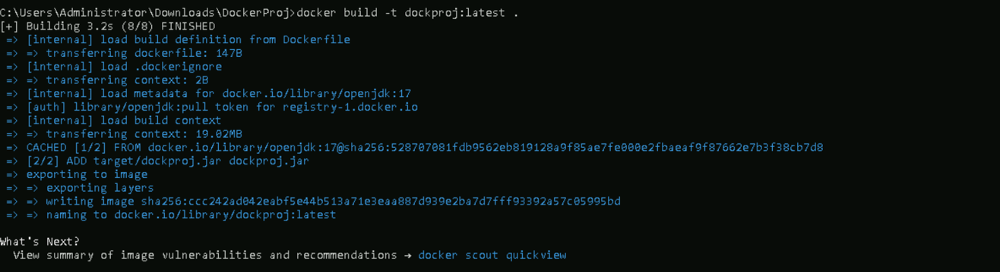 C:\Users\Administrator\Downloads\DockerProj>docker build -t dockproj:latest .
[+] Building 3.2s (8/8) FINISHED
=> [internal] load build definition from Dockerfile
=> => transferring dockerfile: 147B
=> [internal] load .dockerignore
=> => transferring context: 2B
=> [internal] load metadata for docker.io/library/openjdk:17
=> [auth] library/openjdk:pull token for registry-1.docker.io
=> [internal] load build context
=> => transferring context: 19.02MB
=> CACHED [1/2] FROM docker.io/library/openjdk:17@sha256:528707081fdb9562eb819128a9f85ae7fe000e2fbaeaf9f87662e7b3f38cb7d8
=> [2/2] ADD target/dockproj.jar dockproj.jar
=> exporting to image
=> => exporting layers
=> => writing image sha256:ccc242ad042eabf5e44b513a71e3eaa887d939e2ba7d7fff93392a57c05995bd
=> => naming to docker.io/library/dockproj:latest
What's Next?
View summary of image vulnerabilities and recommendations → docker scout quickview